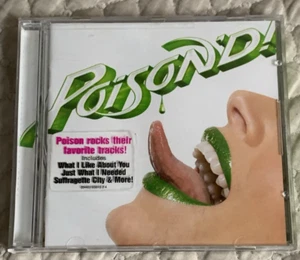 POISON'D!
Poison rocks their
favorite tracks!
Includes
What I Like About You
Just What I Needed
Suffragette City & More!